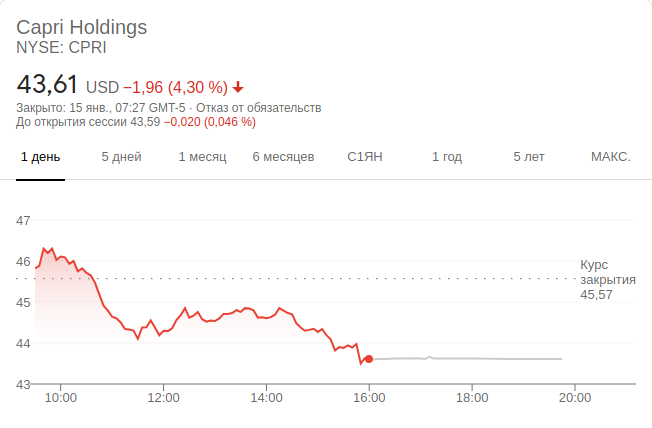 Capri Holdings
NYSE: CPRI
43,61 USD −1,96 (4,30 %)
Закрыто: 15 янв., 07:27 GMT-5 · Отказ от обязательств
До открытия сессии 43,59 −0,020 (0,046 %)
1 день 5 дней 1 месяц 6 месяцев С1ЯН 1 год 5 лет МАКС.
47
46
Курс
закрытия
45,57
45
44
43
10:00 12:00 14:00 16:00 18:00 20:00